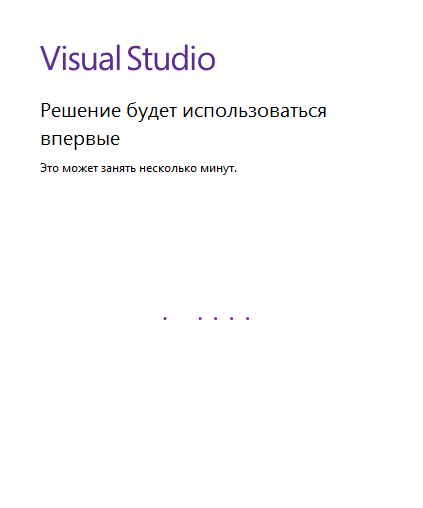 Visual Studio
Решение будет использоваться
впервые
Это может занять несколько минут.